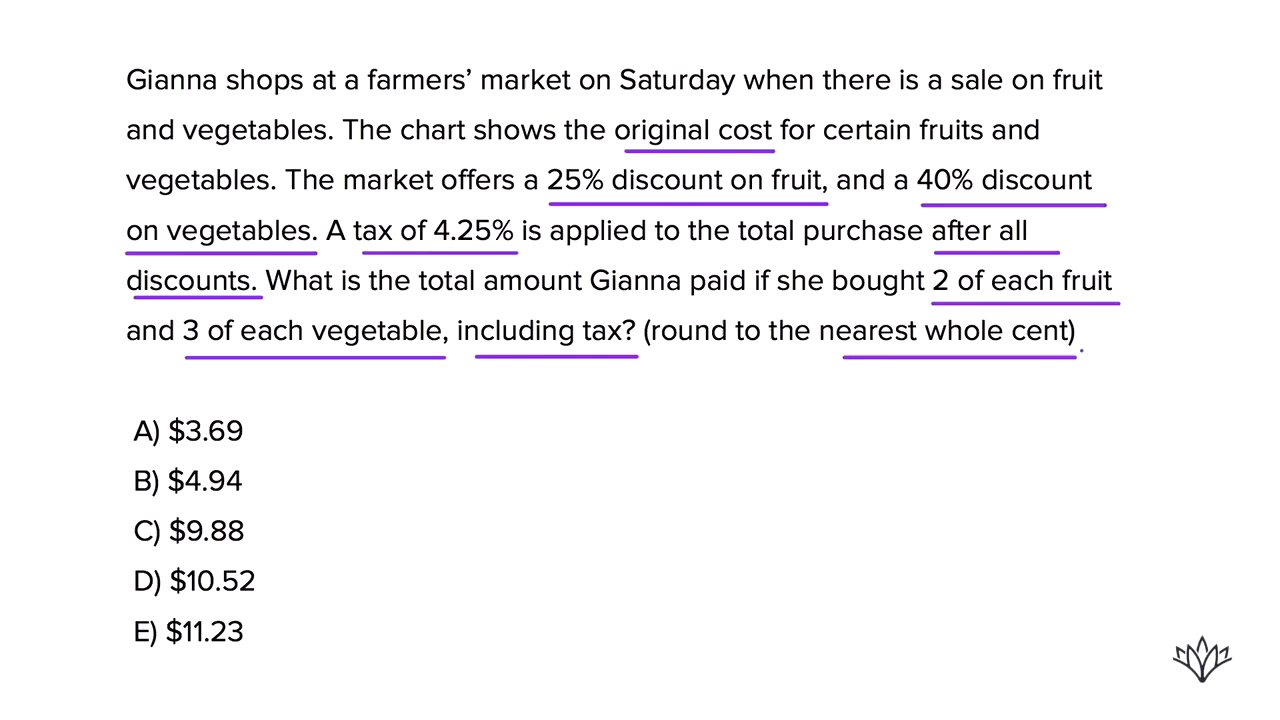 Gianna shops at a farmers’ market on Saturday when there is a sale on fruit
and vegetables. The chart shows the original cost for certain fruits and
vegetables. The market offers a 25% discount on fruit, and a 40% discount
on vegetables. A tax of 4.25% is applied to the total purchase after all
discounts. What is the total amount Gianna paid if she bought 2 of each fruit
and 3 of each vegetable, including tax? (round to the nearest whole cent)
A) $3.69
B) $4.94
C) $9.88
D) $10.52
E) $11.23